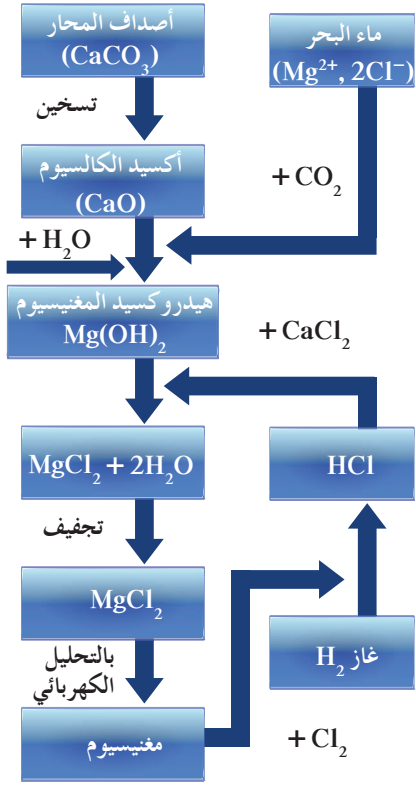 أصداف المحار
(CaCO₃)
ماء البحر
(Mg²⁺, 2Cl⁻)
تسخين
أكسيد الكالسيوم
(CaO)
+ CO₂
+ H₂O
هيدروكسيد المغنيسيوم
Mg(OH)₂
+ CaCl₂
MgCl₂ + 2H₂O
HCl
تجفيف
MgCl₂
غاز H₂
بالتحليل
الكهربائي
مغنيسيوم
+ Cl₂